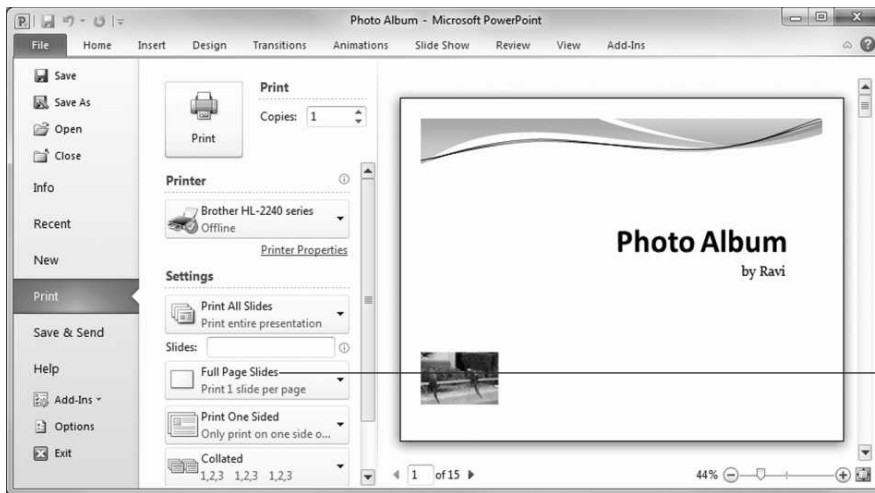 Photo Album - Microsoft PowerPoint
File Home Insert Design Transitions Animations Slide Show Review View Add-Ins
Save
Save As
Open
Close
Info
Recent
New
Print
Save & Send
Help
Add-Ins
Options
Exit
Print
Print
Copies: 1
Printer
Brother HL-2240 series
Offline
Printer Properties
Settings
Print All Slides
Print entire presentation
Slides:
Full Page Slides
Print 1 slide per page
Print One Sided
Only print on one side o...
Collated
1,2,3 1,2,3 1,2,3
Photo Album
by Ravi
1 of 15
44%